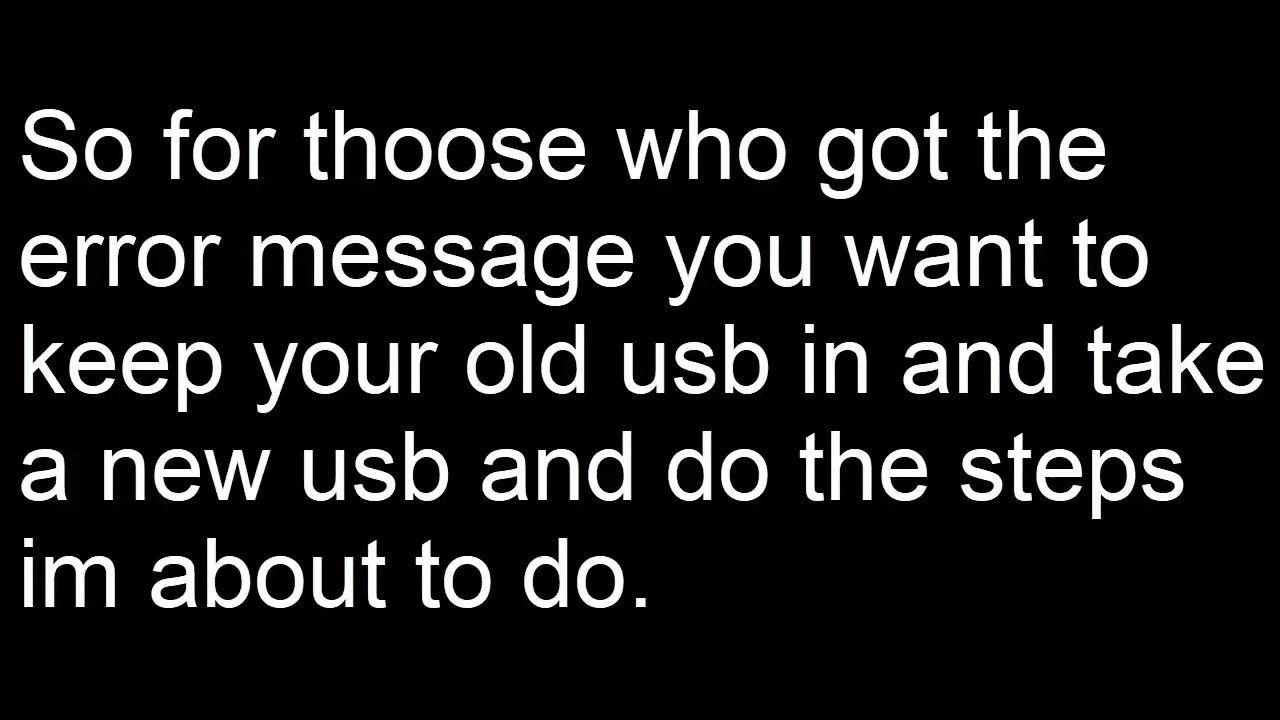 So for thoose who got the
error message you want to
keep your old usb in and take
a new usb and do the steps
im about to do.